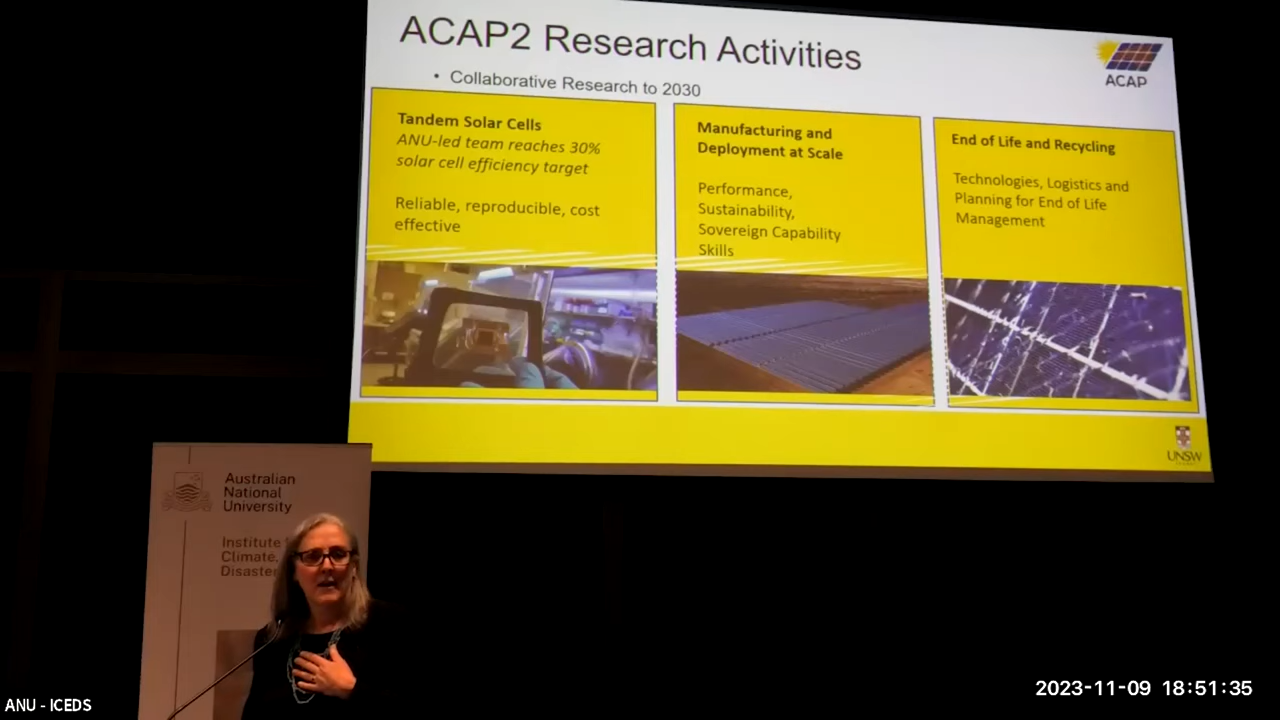 ACAP2 Research Activities
• Collaborative Research to 2030
ACAP
Tandem Solar Cells
ANU-led team reaches 30%
solar cell efficiency target
Reliable, reproducible, cost
effective
Manufacturing and
Deployment at Scale
Performance,
Sustainability,
Sovereign Capability
Skills
End of Life and Recycling
Technologies, Logistics and
Planning for End of Life
Management
UNSW
Australian
National
University
Institute
Climate,
Disaster
ANU - ICEDS
2023-11-09 18:51:35